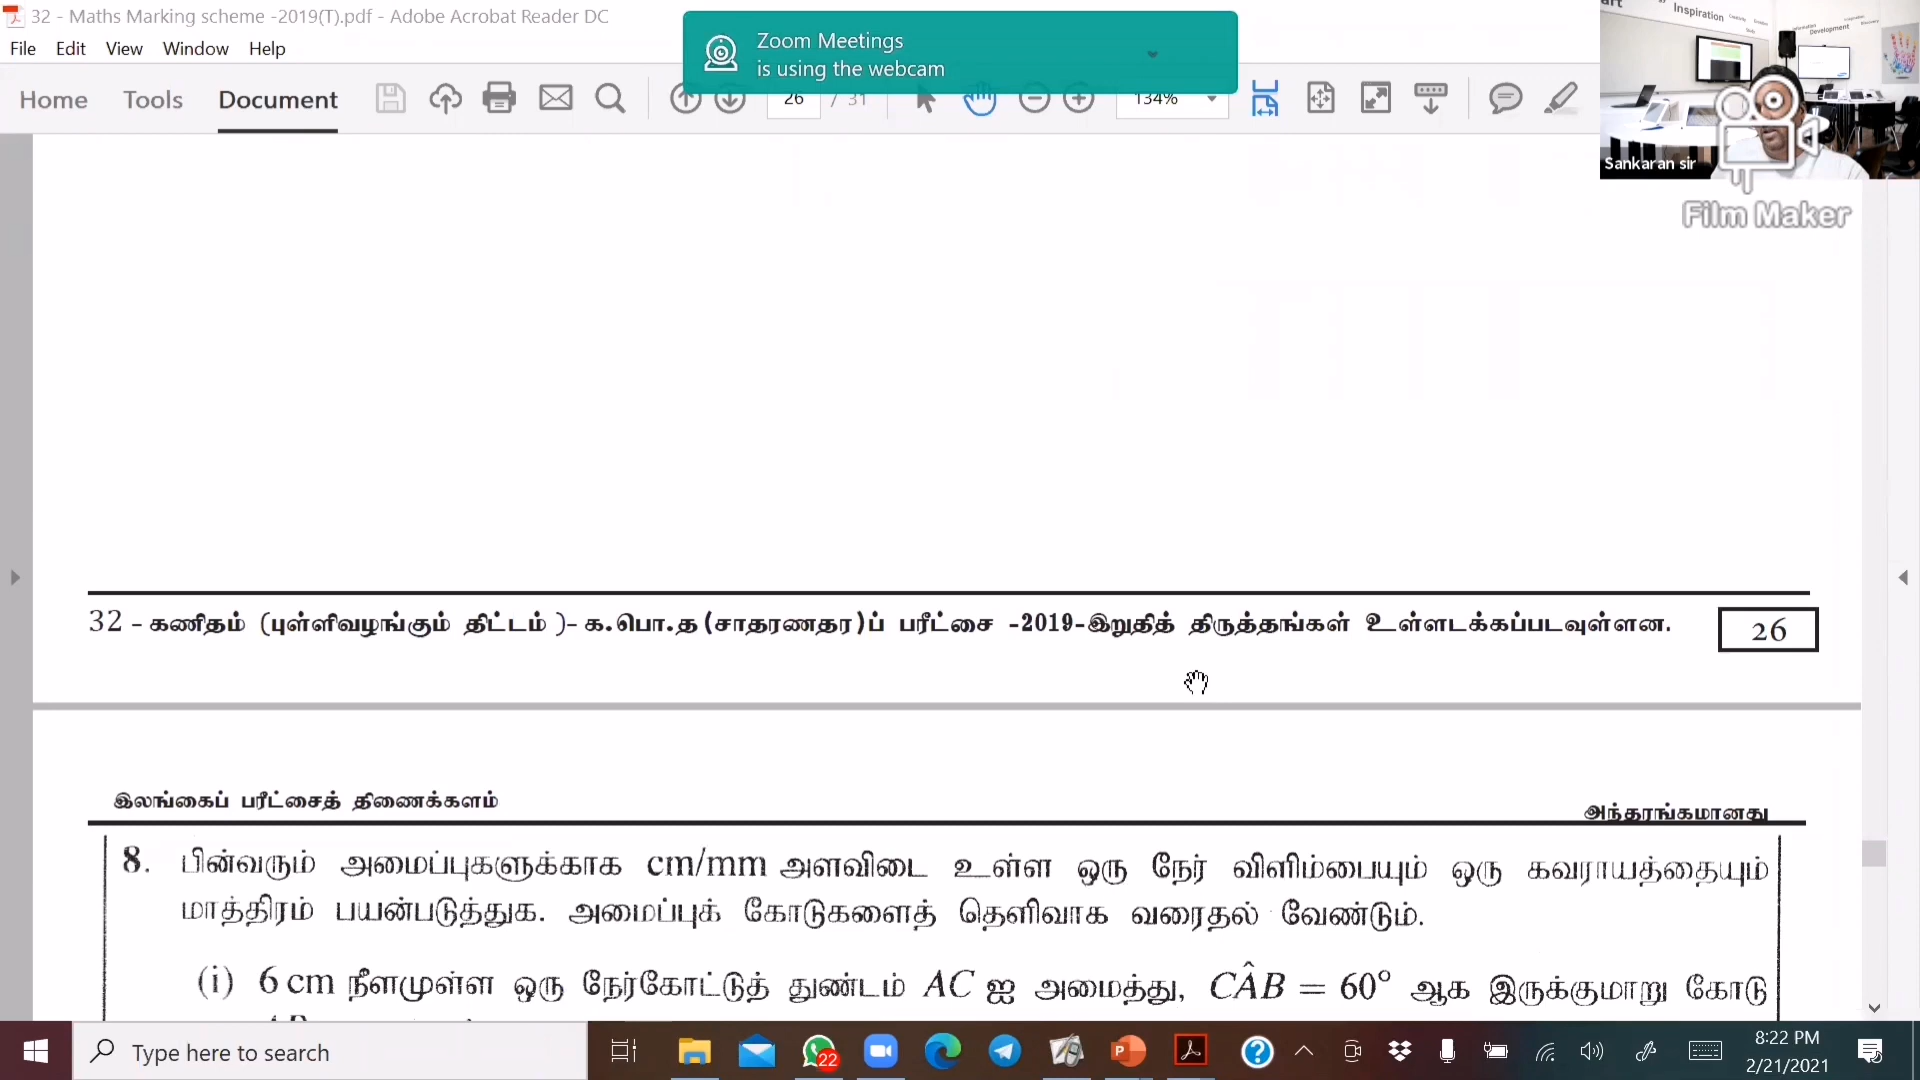 32 - Maths Marking scheme -2019(T).pdf - Adobe Acrobat Reader DC
File Edit View Window Help
Zoom Meetings
is using the webcam
Home Tools Document
26 / 31
134%
Inspiration
Development
Sankaran sir
Film Maker
32 - கணிதம் (புள்ளிவழங்கும் திட்டம் )- க.பொ.த (சாதாரணதர)ப் பரீட்சை -2019-இறுதித் திருத்தங்கள் உள்ளடக்கப்படவுள்ளன.
26
இலங்கைப் பரீட்சைத் திணைக்களம்
அந்தரங்கமானது
8. பின்வரும் அமைப்புகளுக்காக cm/mm அளவிடை உள்ள ஒரு நேர் விளிம்பையும் ஒரு கவராயத்தையும்
மாத்திரம் பயன்படுத்துக. அமைப்புக் கோடுகளைத் தெளிவாக வரைதல் வேண்டும்.
(i) 6 cm நீளமுள்ள ஒரு நேர்கோட்டுத் துண்டம் AC ஐ அமைத்து, CÂB = 60° ஆக இருக்குமாறு கோடு
Type here to search
22
8:22 PM
2/21/2021